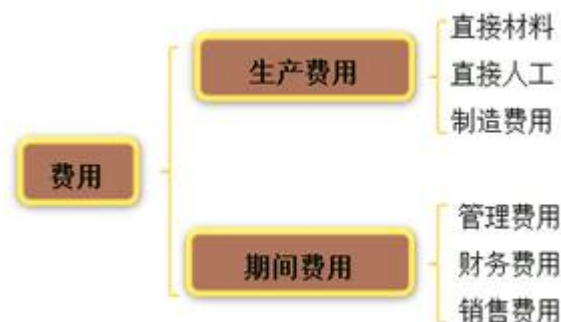 费用
生产费用
直接材料
直接人工
制造费用
期间费用
管理费用
财务费用
销售费用